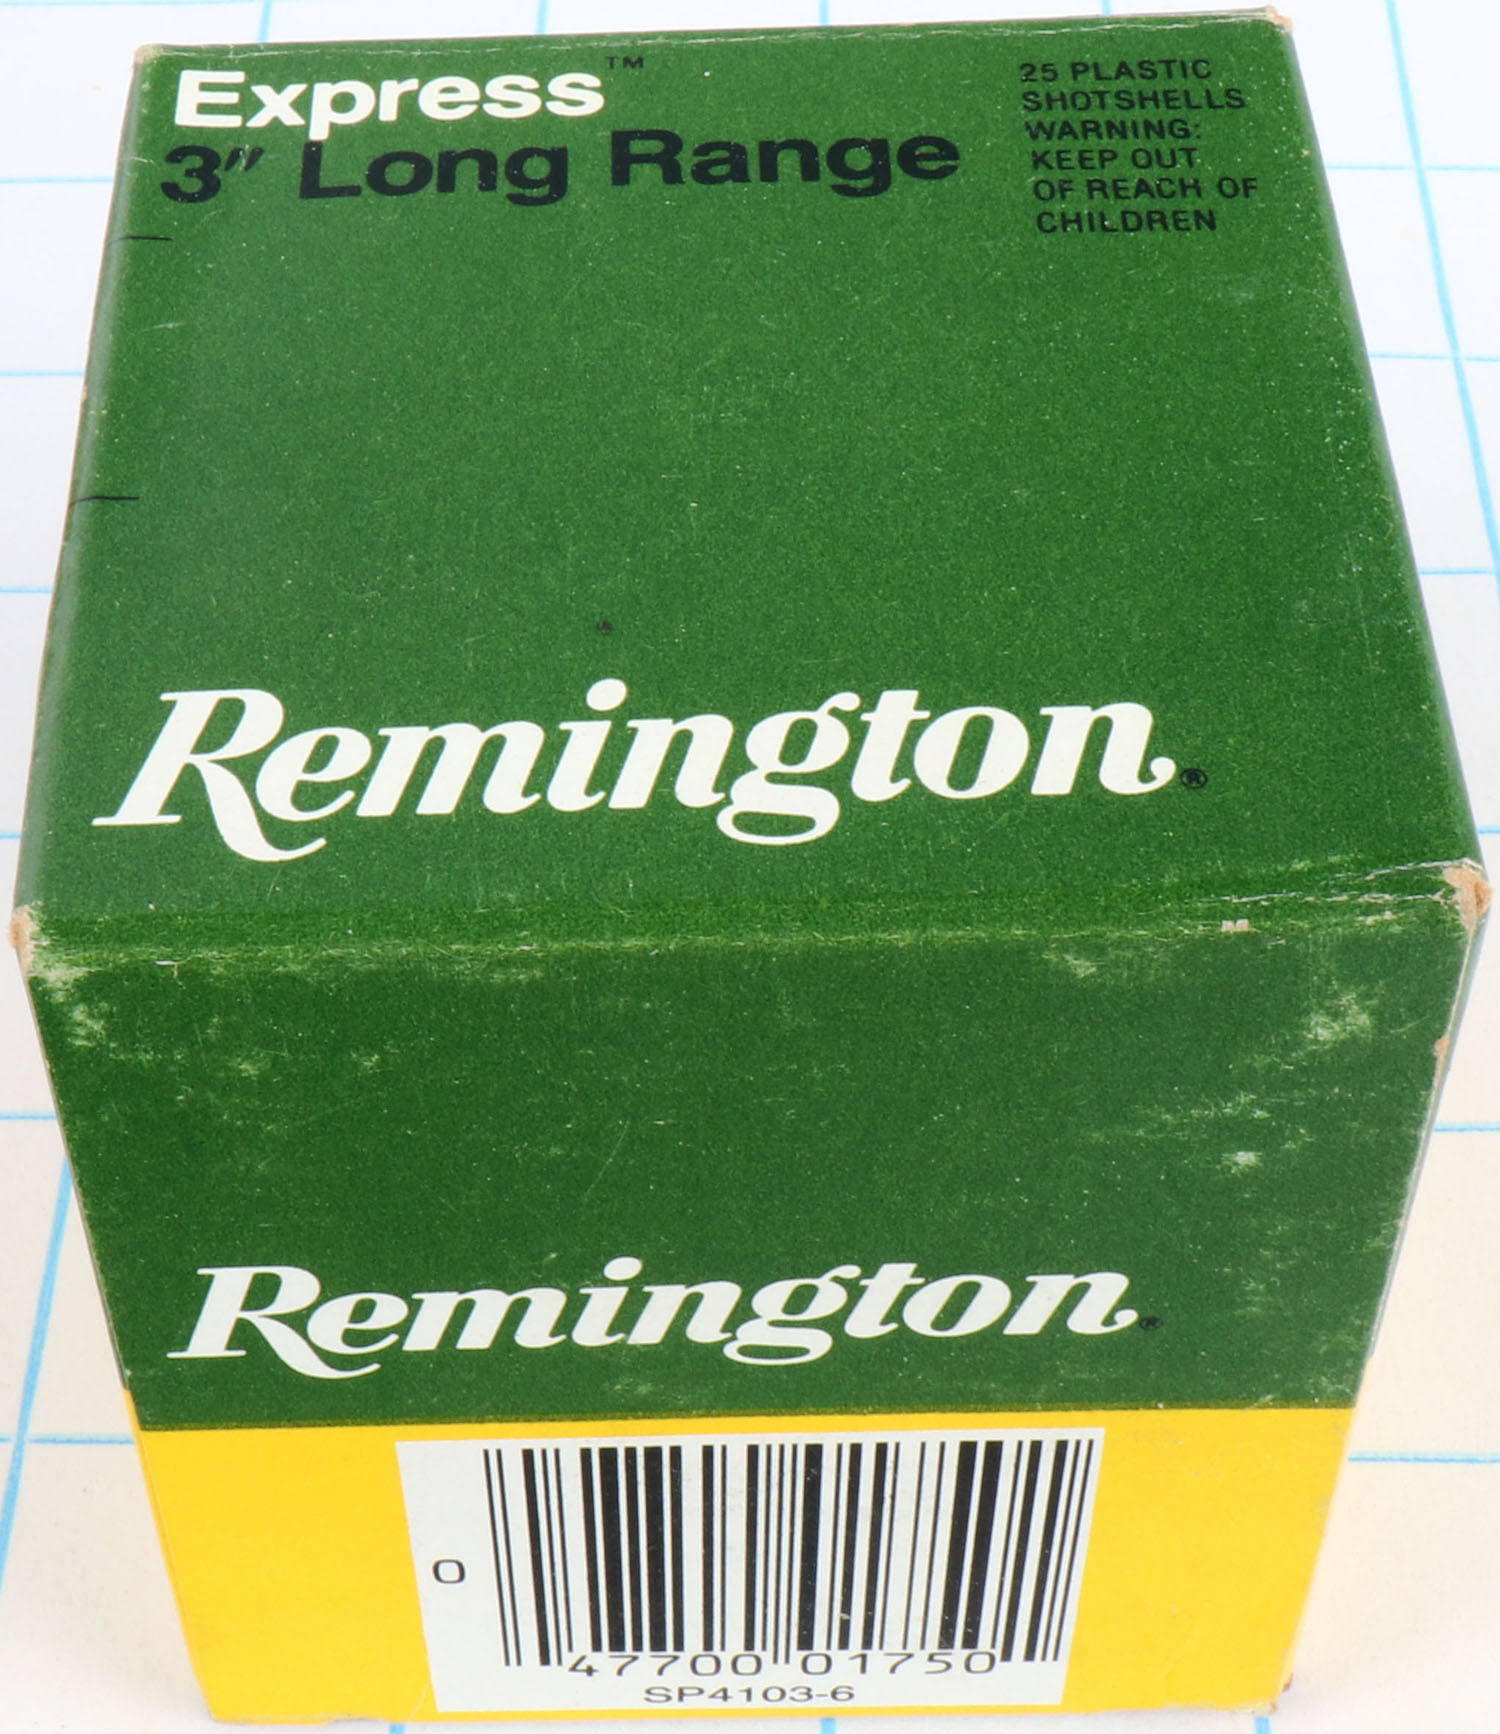 Express™
3" Long Range
25 PLASTIC
SHOTSHELLS
WARNING:
KEEP OUT
OF REACH OF
CHILDREN
Remington®
Remington®
0 47700 01750
SP4103-6